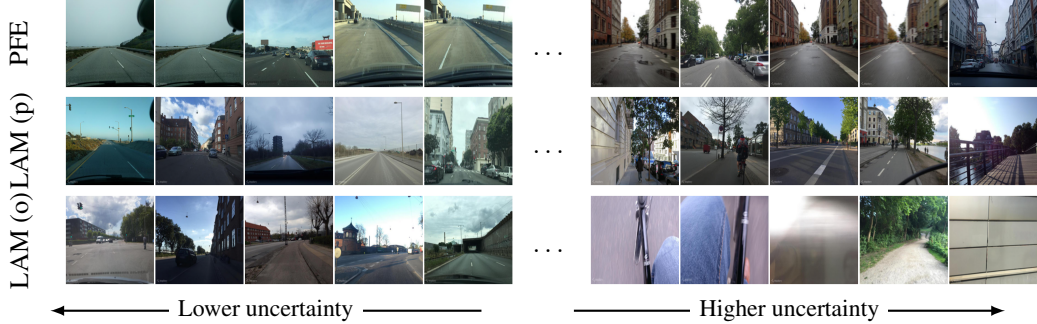 PFE
...
LAM (p)
...
LAM (o)
...
Lower uncertainty
Higher uncertainty